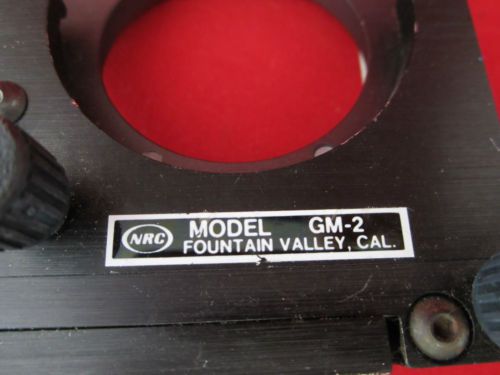 NRC MODEL GM-2
FOUNTAIN VALLEY, CAL.